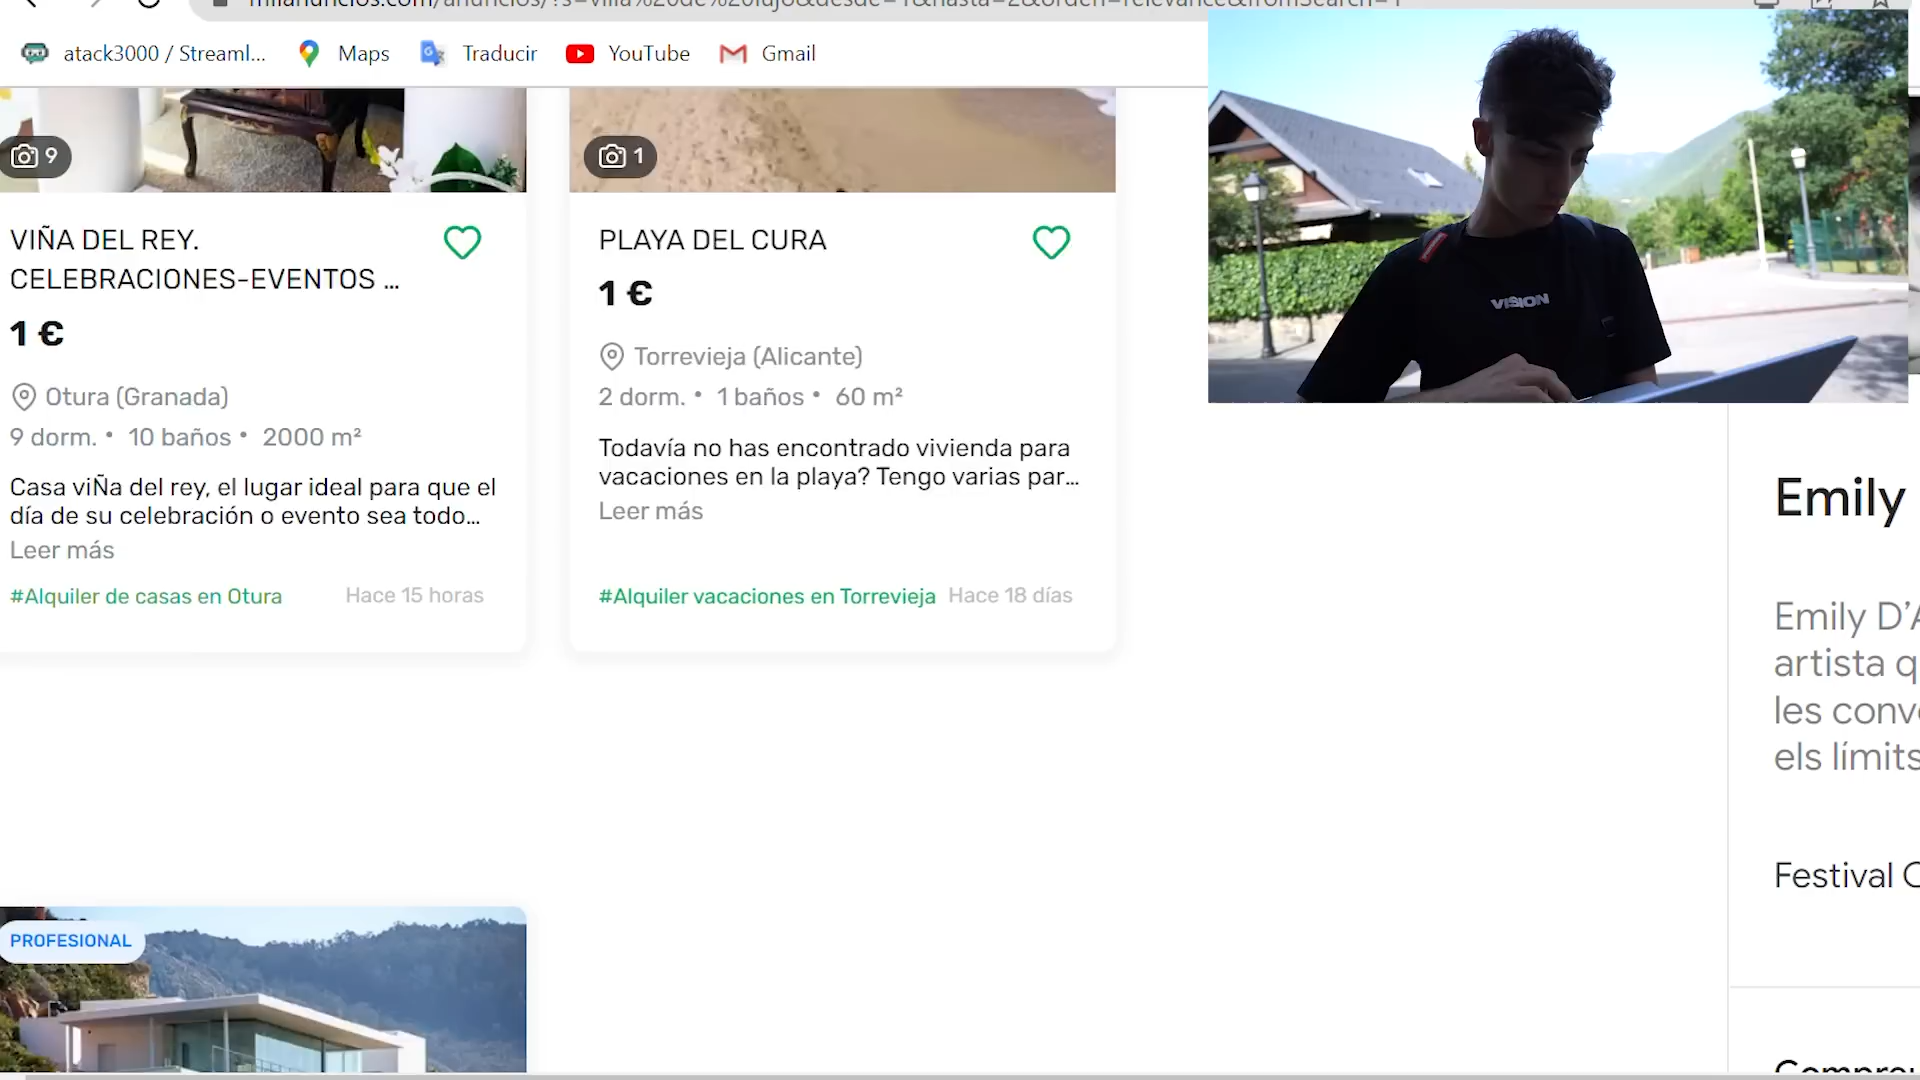 atack3000 / Streaml...
Maps
Traducir
YouTube
Gmail
9
VIÑA DEL REY.
CELEBRACIONES-EVENTOS ...
1 €
Otura (Granada)
9 dorm. • 10 baños • 2000 m²
Casa viÑa del rey, el lugar ideal para que el
día de su celebración o evento sea todo...
Leer más
#Alquiler de casas en Otura
Hace 15 horas
1
PLAYA DEL CURA
1 €
Torrevieja (Alicante)
2 dorm. • 1 baños • 60 m²
Todavía no has encontrado vivienda para
vacaciones en la playa? Tengo varias par...
Leer más
#Alquiler vacaciones en Torrevieja
Hace 18 días
VISION
PROFESIONAL
Emily
Emily
artista
les
els límits
Festival